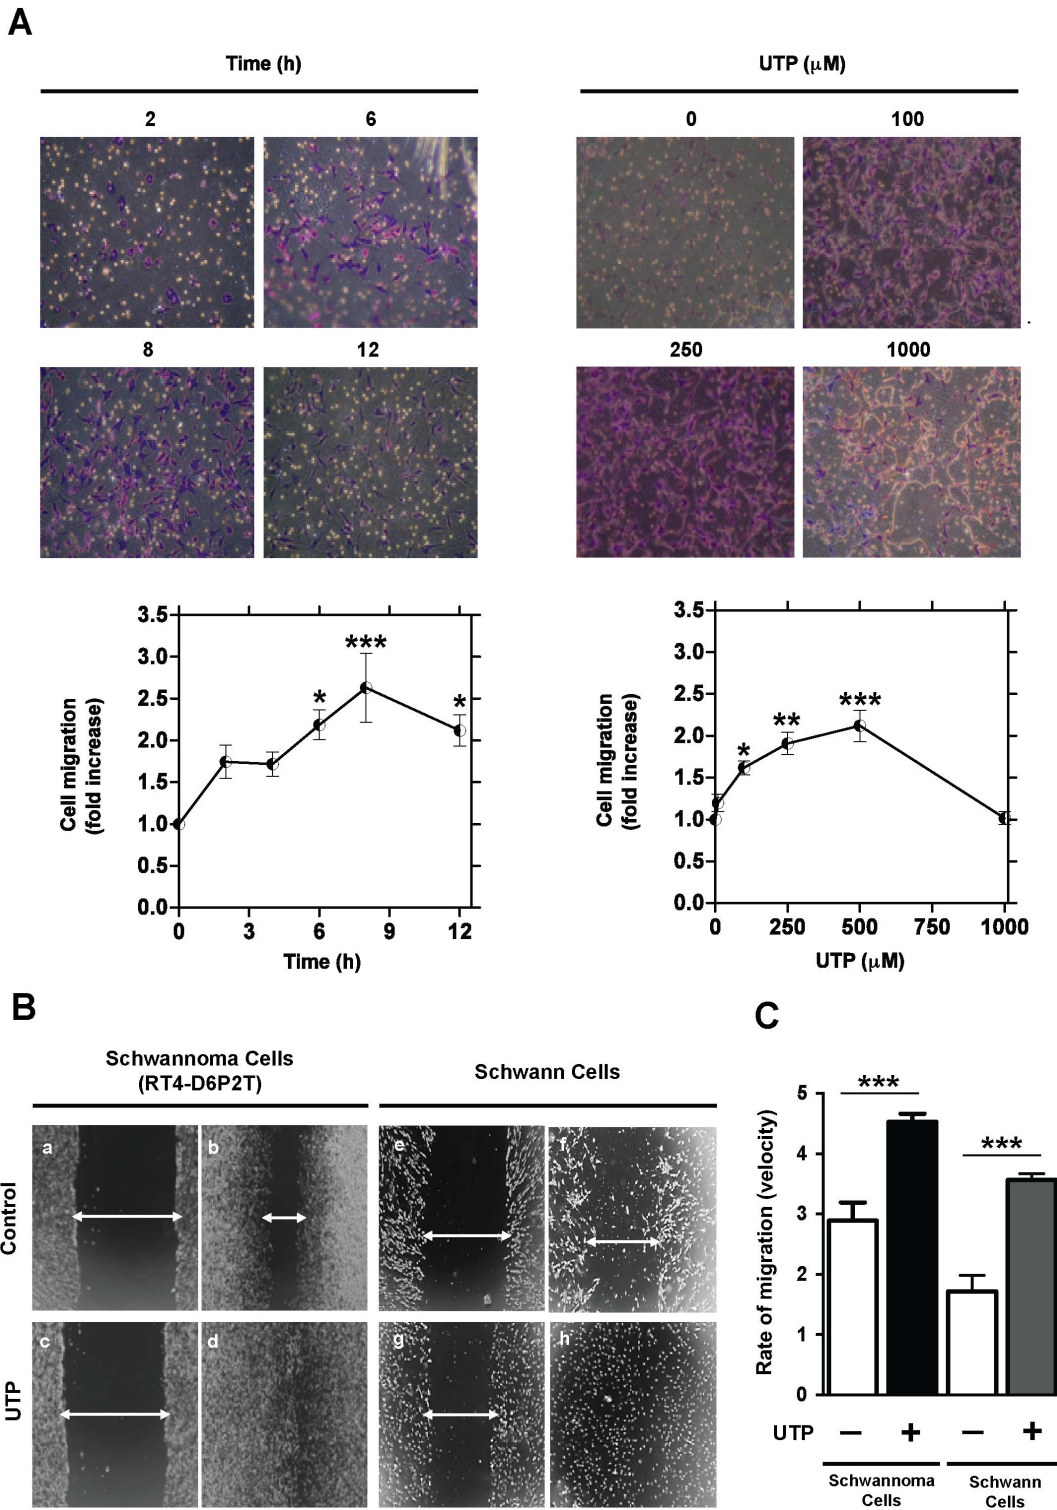 A
Time (h)
UTP (µM)
2
6
0
100
8
12
250
1000
3.5
3.0
2.5
2.0
1.5
1.0
0.5
0.0
Cell migration
(fold increase)
*
***
*
0
3
6
9
12
Time (h)
3.5
3.0
2.5
2.0
1.5
1.0
0.5
0.0
Cell migration
(fold increase)
*
**
***
0
250
500
750
1000
UTP (µM)
B
Schwannoma Cells
(RT4-D6P2T)
Schwann Cells
Control
UTP
a
b
e
f
c
d
g
h
C
Rate of migration (velocity)
5
4
3
2
1
0
***
***
UTP
− + − +
Schwannoma
Cells
Schwann
Cells